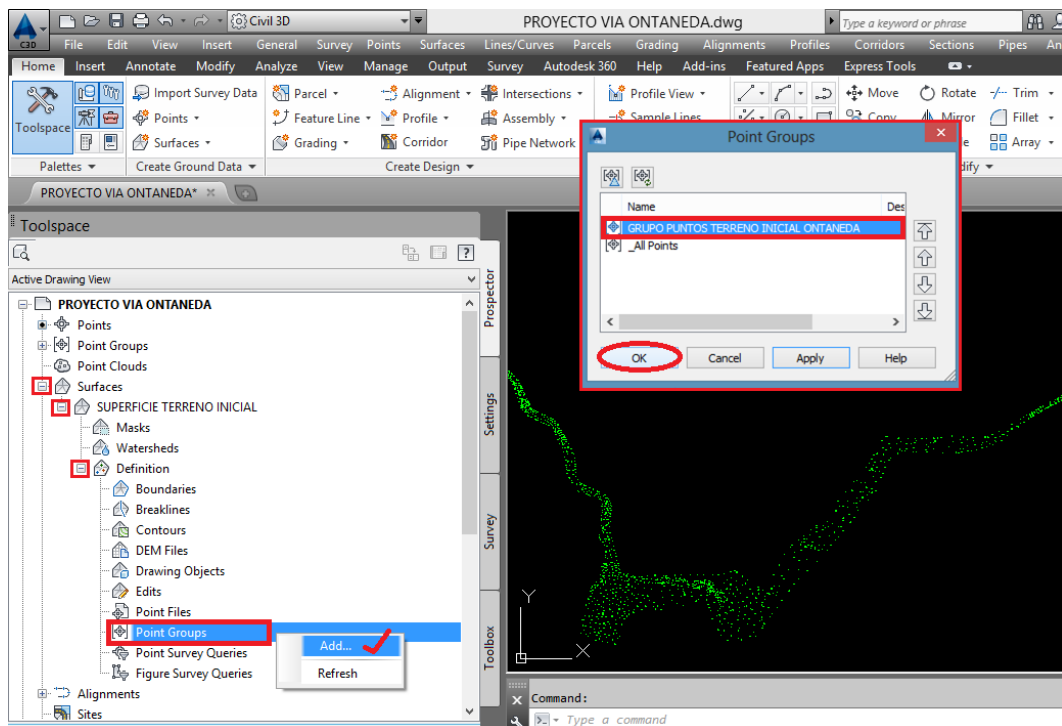 Civil 3D
PROYECTO VIA ONTANEDA.dwg
Type a keyword or phrase
C3D
File Edit View Insert General Survey Points Surfaces Lines/Curves Parcels Grading Alignments Profiles Corridors Sections Pipes
Home Insert Annotate Modify Analyze View Manage Output Survey Autodesk 360 Help Add-ins Featured Apps Express Tools
Import Survey Data Parcel Alignment Intersections Profile View Move Rotate Trim
Toolspace Points Feature Line Profile Assembly Sample Lines Copy Mirror Fillet
Surfaces Grading Corridor Pipe Network Array
Palettes Create Ground Data Create Design
PROYECTO VIA ONTANEDA*
Point Groups
Name
GRUPO PUNTOS TERRENO INICIAL ONTANEDA
_All Points
OK Cancel Apply Help
Toolspace
Active Drawing View
PROYECTO VIA ONTANEDA
Points
Point Groups
Point Clouds
Surfaces
SUPERFICIE TERRENO INICIAL
Masks
Watersheds
Definition
Boundaries
Breaklines
Contours
DEM Files
Drawing Objects
Edits
Point Files
Point Groups
Point Survey Queries
Figure Survey Queries
Alignments
Sites
Add...
Refresh
Prospector
Settings
Survey
Toolbox
Y
X
Command:
Type a command